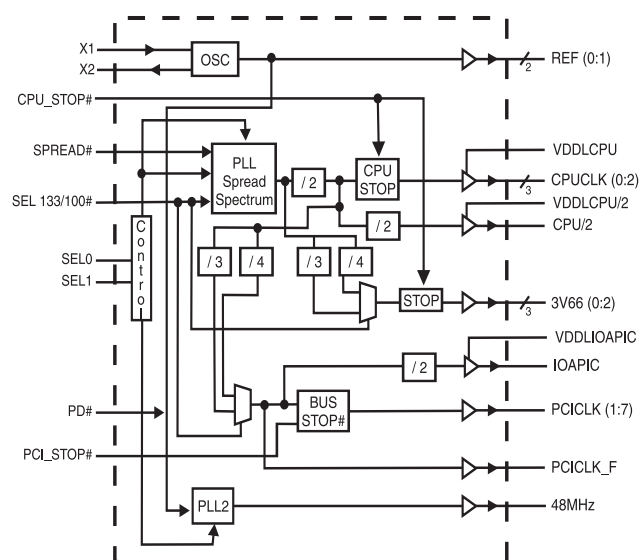 X1
X2
OSC
REF (0:1)
2
CPU_STOP#
SPREAD#
PLL
Spread
Spectrum
/ 2
CPU
STOP
VDDLCPU
CPUCLK (0:2)
3
SEL 133/100#
VDDLCPU/2
/ 2
CPU/2
Control
/ 3
/ 4
/ 3
/ 4
SEL0
SEL1
STOP
3V66 (0:2)
3
VDDLIOAPIC
/ 2
IOAPIC
PD#
BUS
STOP#
PCICLK (1:7)
PCI_STOP#
PCICLK_F
PLL2
48MHz